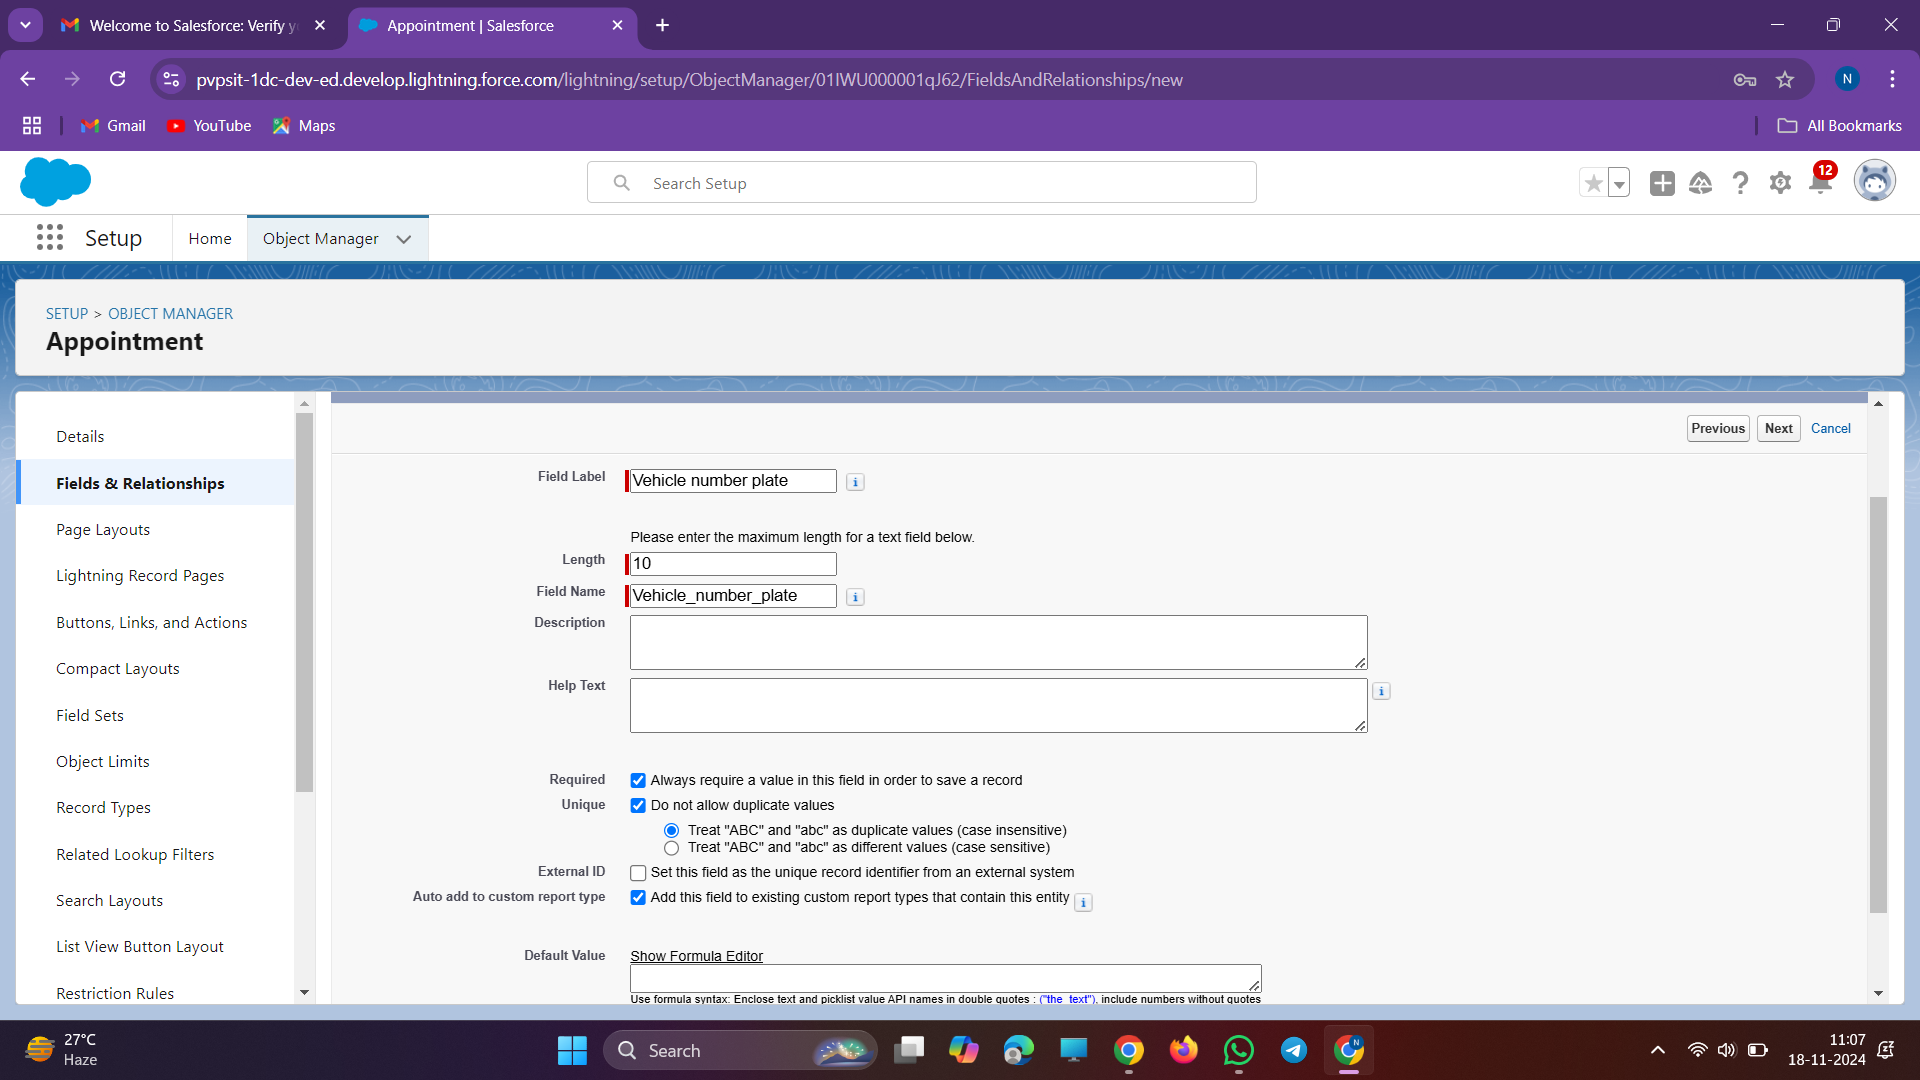 Welcome to Salesforce: Verify y
Appointment | Salesforce
pvpsit-1dc-dev-ed.develop.lightning.force.com/lightning/setup/ObjectManager/01IWU000001qJ62/FieldsAndRelationships/new
N
Gmail
YouTube
Maps
All Bookmarks
Search Setup
12
Setup
Home
Object Manager
SETUP > OBJECT MANAGER
Appointment
Details
Fields & Relationships
Page Layouts
Lightning Record Pages
Buttons, Links, and Actions
Compact Layouts
Field Sets
Object Limits
Record Types
Related Lookup Filters
Search Layouts
List View Button Layout
Restriction Rules
Previous Next Cancel
Field Label Vehicle number plate
Please enter the maximum length for a text field below.
Length 10
Field Name Vehicle_number_plate
Description
Help Text
Required Always require a value in this field in order to save a record
Unique Do not allow duplicate values
Treat "ABC" and "abc" as duplicate values (case insensitive)
Treat "ABC" and "abc" as different values (case sensitive)
External ID Set this field as the unique record identifier from an external system
Auto add to custom report type Add this field to existing custom report types that contain this entity
Default Value Show Formula Editor
Use formula syntax: Enclose text and picklist value API names in double quotes : ("the_text"), include numbers without quotes
27°C
Haze
Search
11:07
18-11-2024